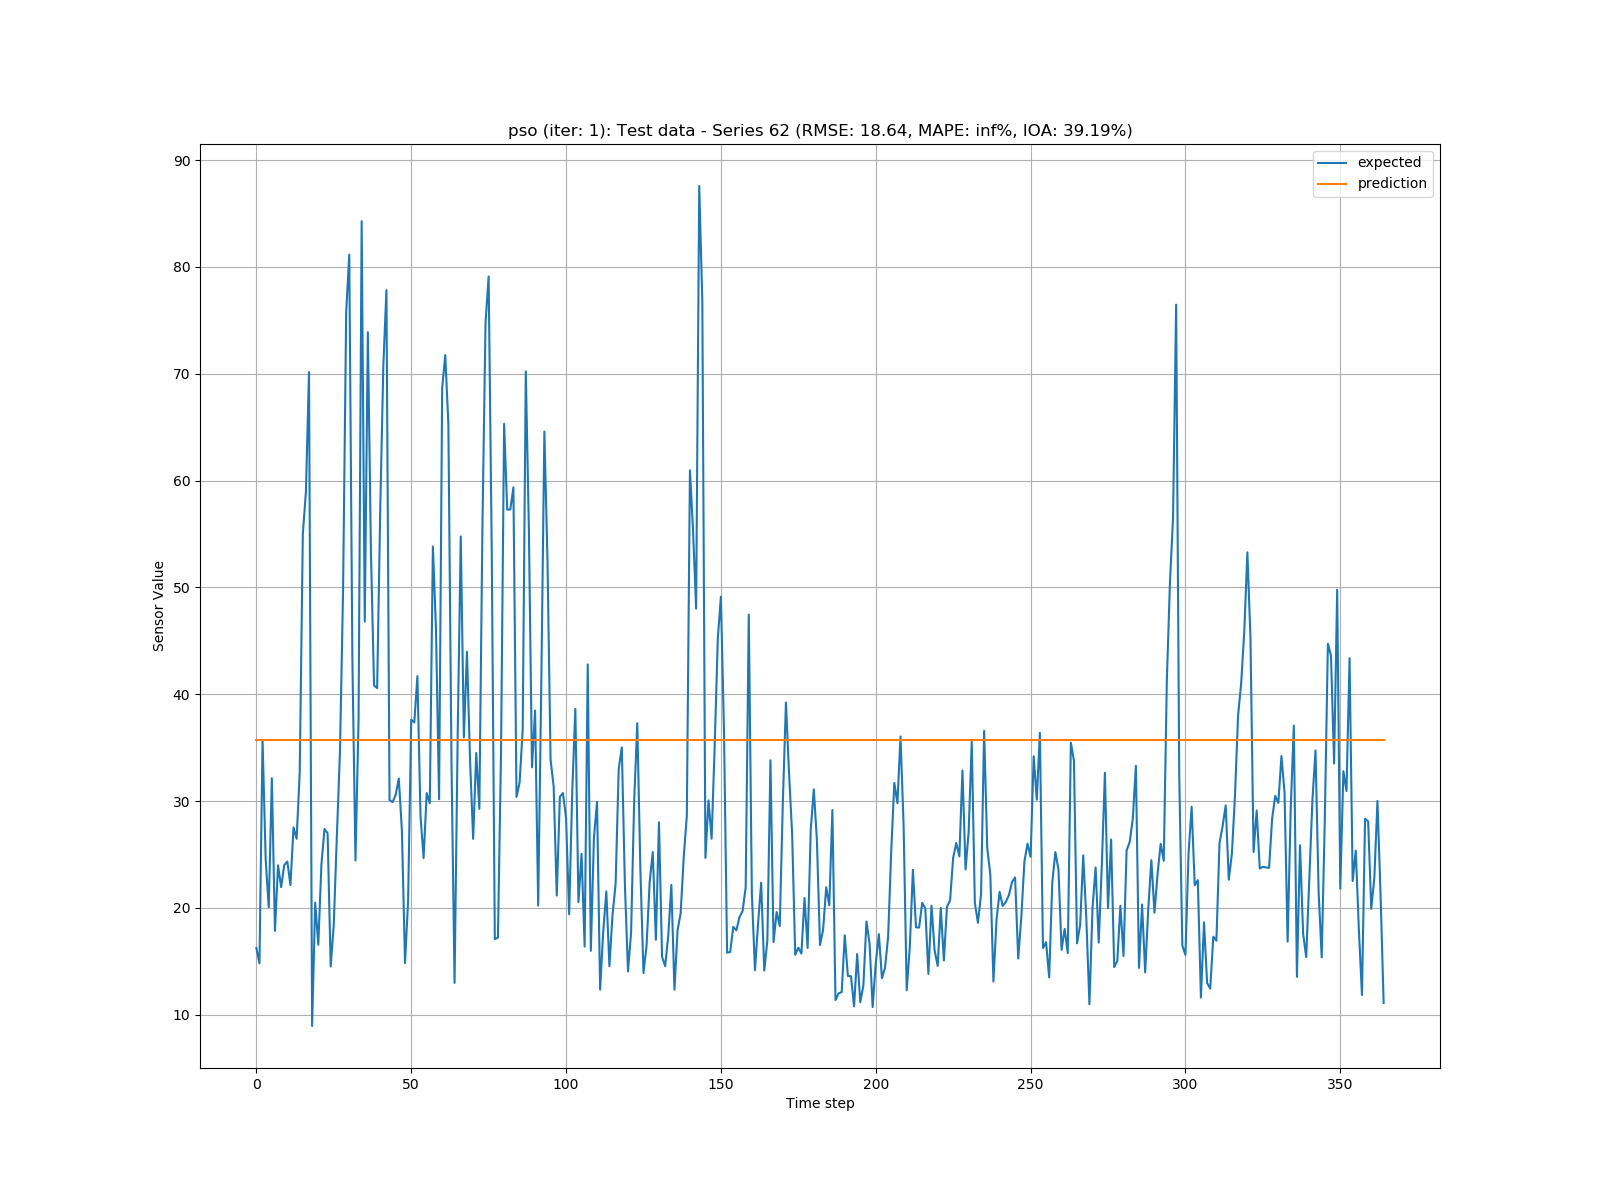 pso (iter: 1): Test data - Series 62 (RMSE: 18.64, MAPE: inf%, IOA: 39.19%)
expected
prediction
90
80
70
60
50
40
30
20
10
Sensor Value
0 50 100 150 200 250 300 350
Time step